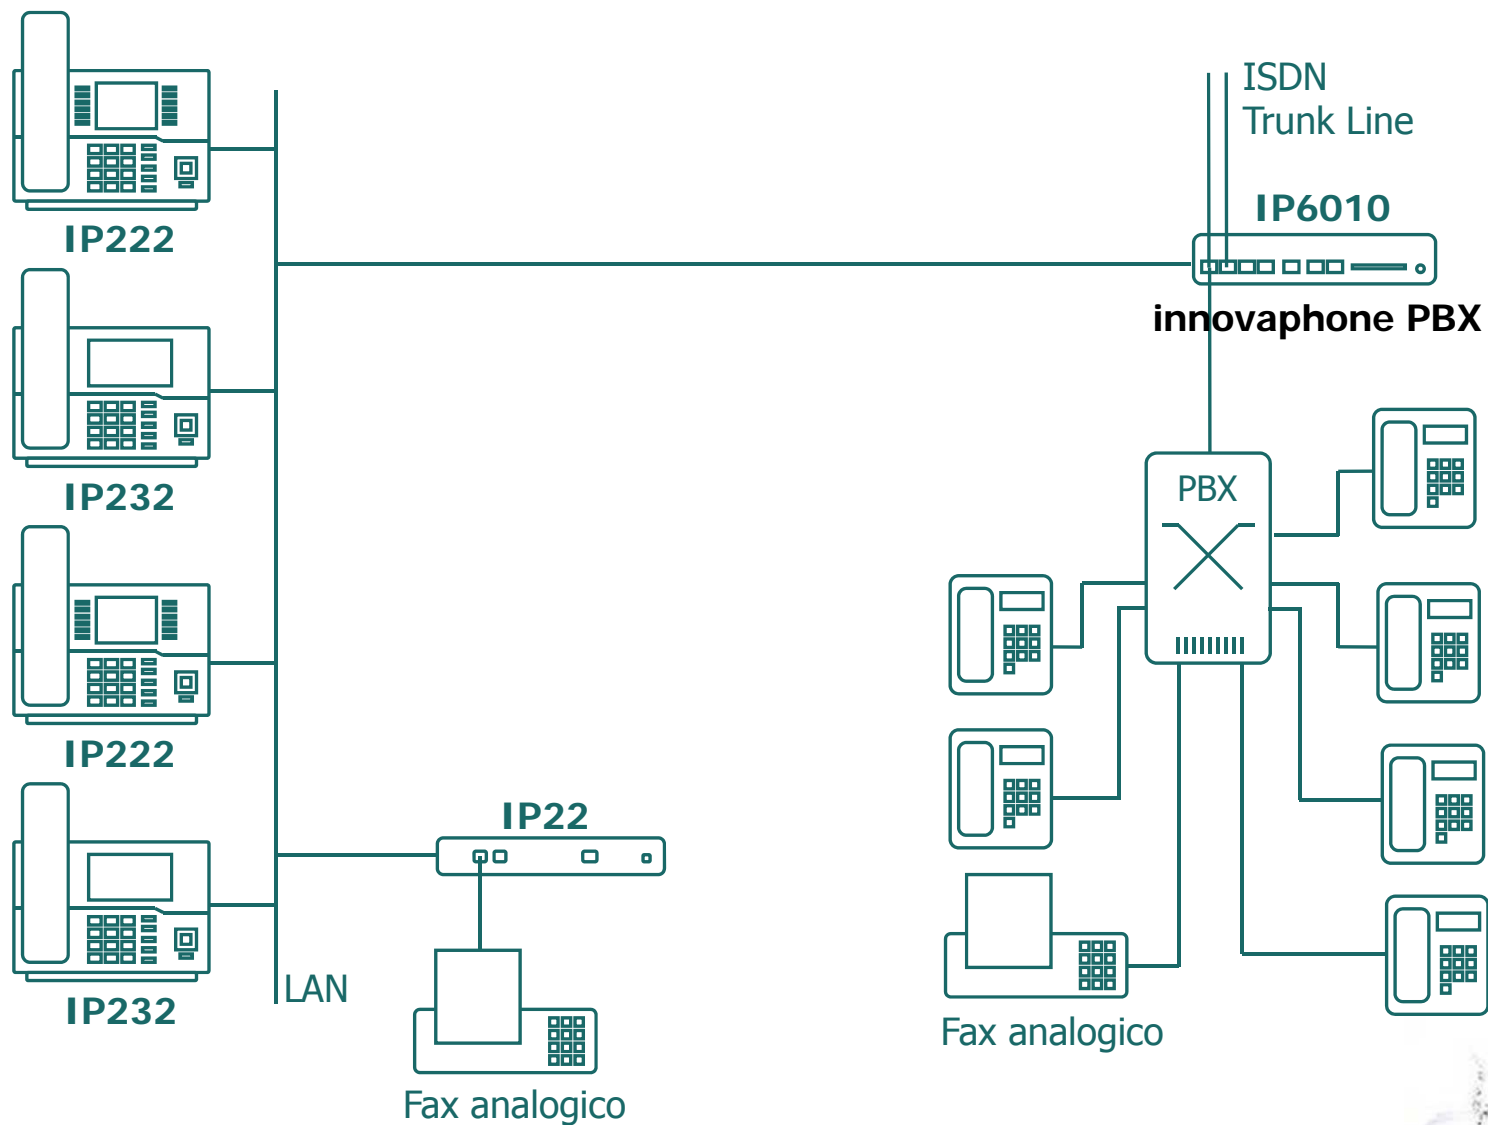 ISDN
Trunk Line
IP6010
innovaphone PBX
IP222
IP232
PBX
IP222
IP22
IP232
LAN
Fax analogico
Fax analogico